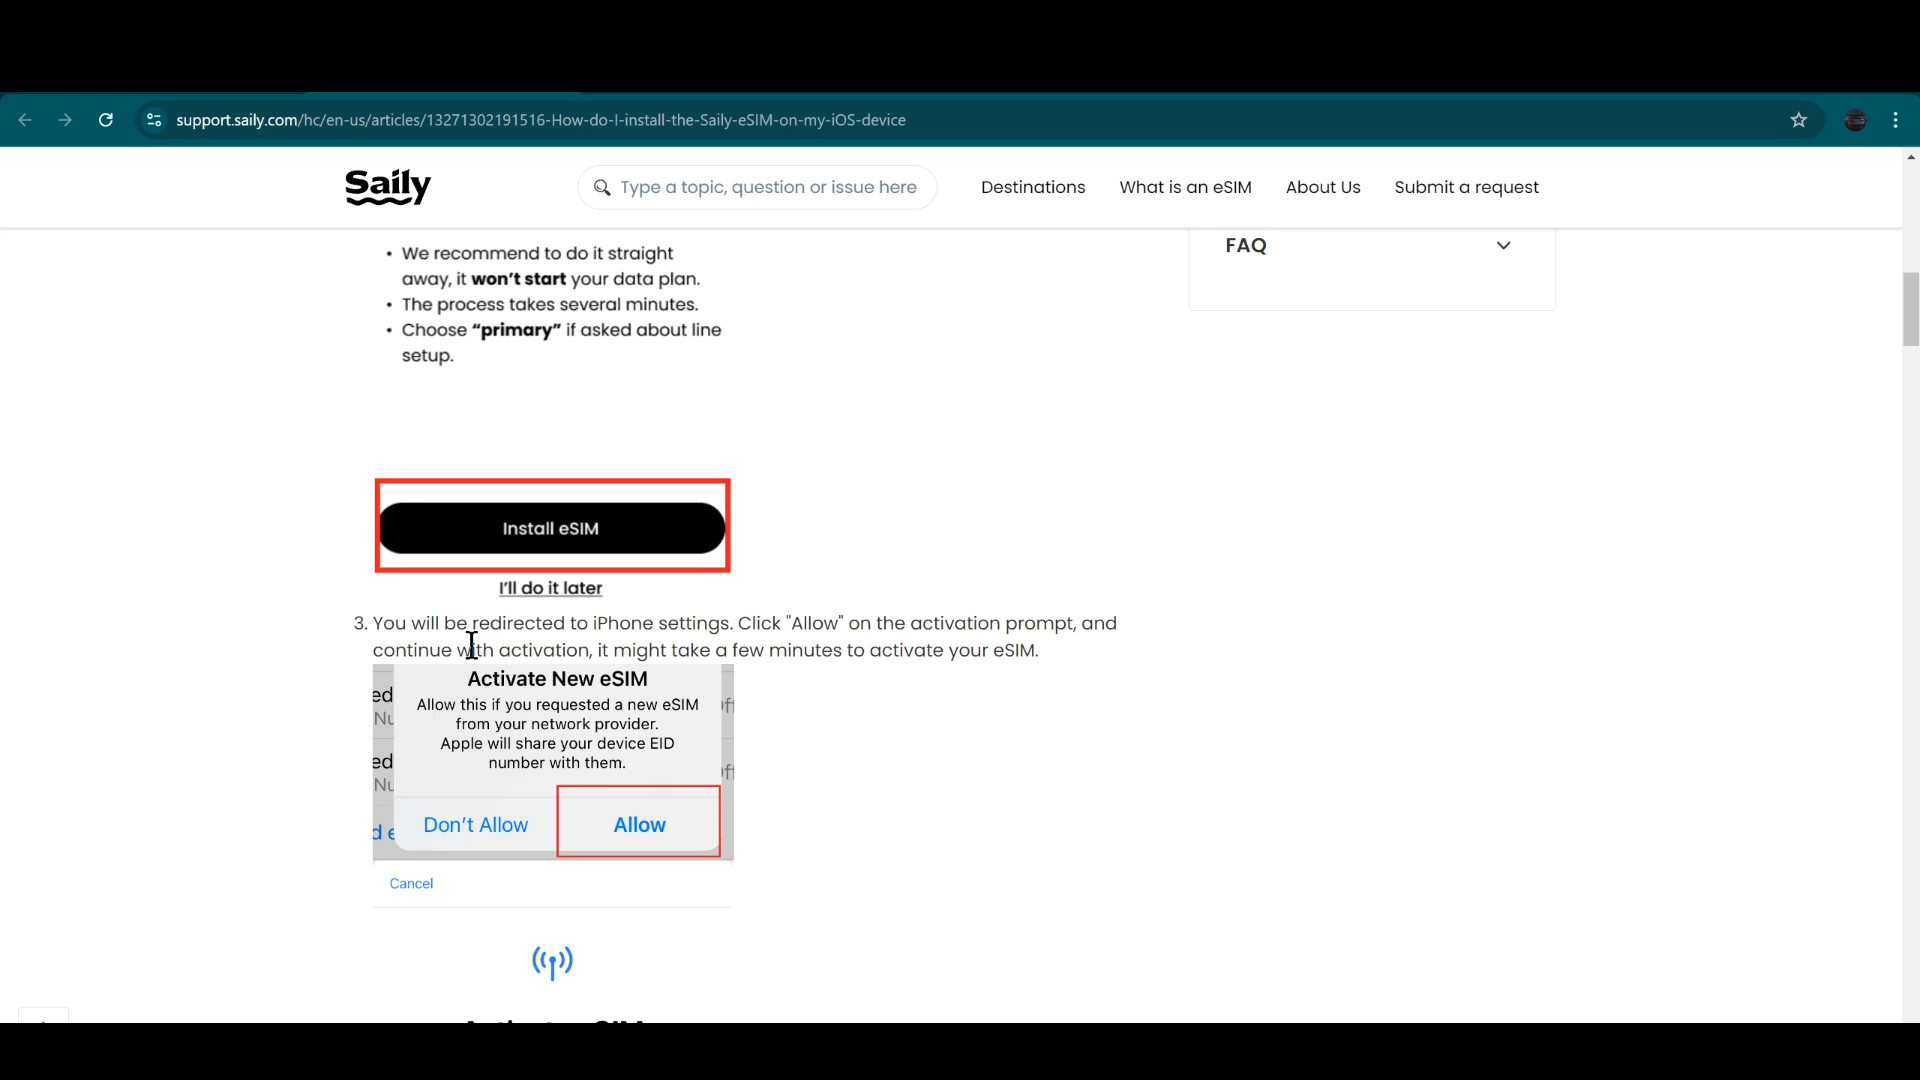 support.saily.com/hc/en-us/articles/13271302191516-How-do-I-install-the-Saily-eSIM-on-my-iOS-device
Saily
Type a topic, question or issue here
Destinations
What is an eSIM
About Us
Submit a request
FAQ
• We recommend to do it straight
away, it won't start your data plan.
• The process takes several minutes.
• Choose "primary" if asked about line
setup.
Install eSIM
I'll do it later
3. You will be redirected to iPhone settings. Click "Allow" on the activation prompt, and
continue with activation, it might take a few minutes to activate your eSIM.
Activate New eSIM
Allow this if you requested a new eSIM
from your network provider.
Apple will share your device EID
number with them.
Don't Allow
Allow
Cancel